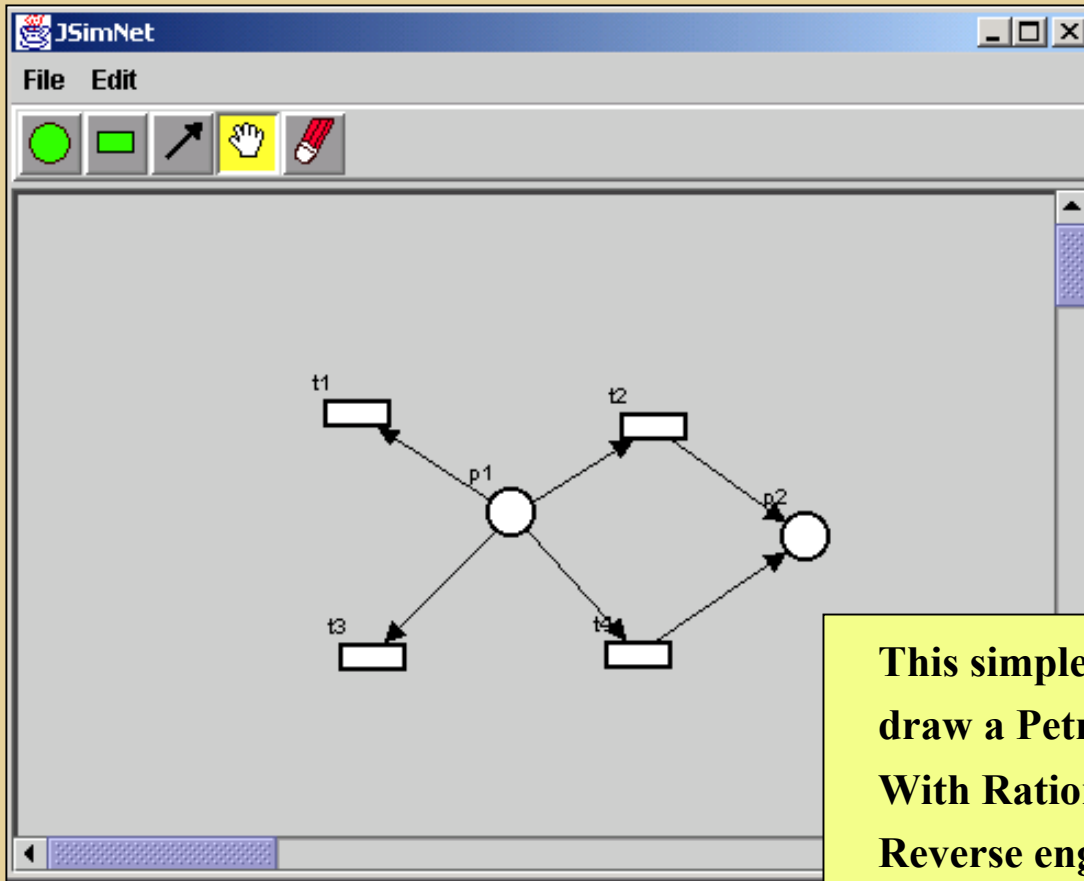 JSimNet
File Edit
t1
t2
p1
p2
t3
t4
This simple
draw a Petr
With Ratio
Reverse eng